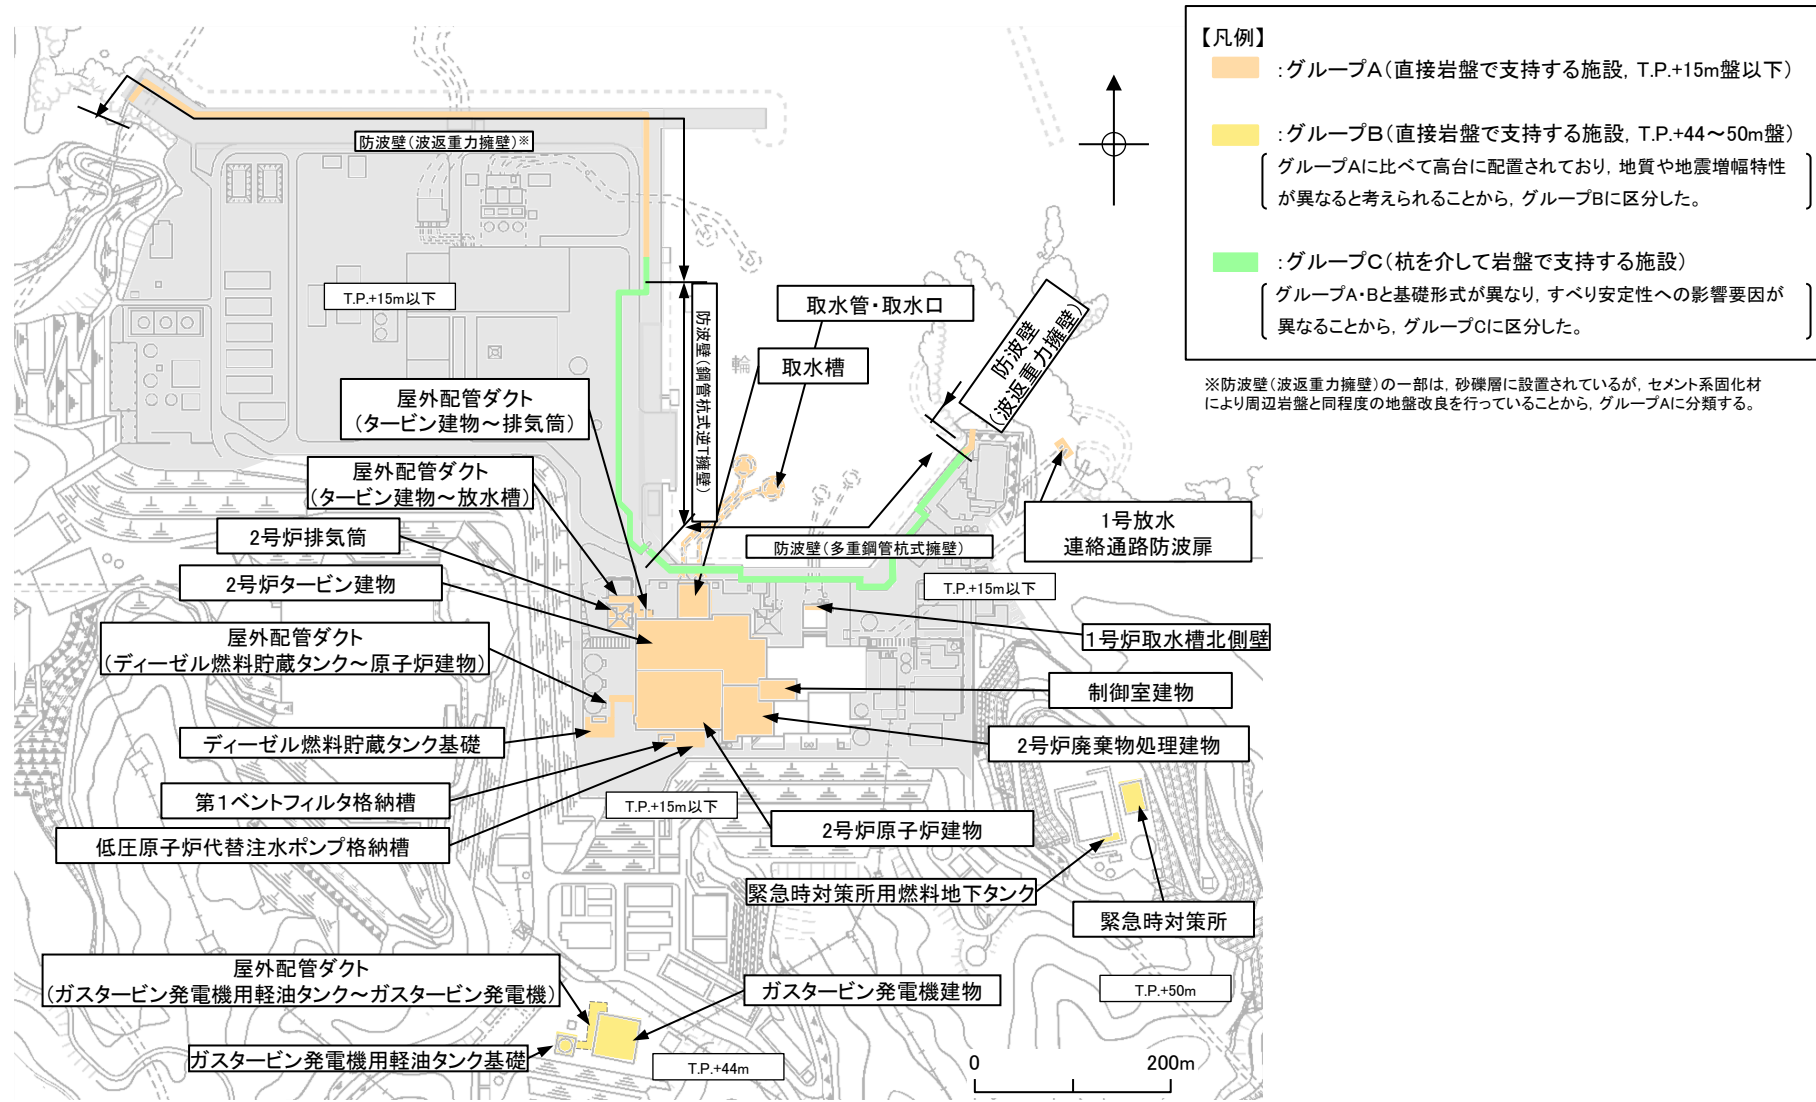 【凡例】
：グループA（直接岩盤で支持する施設, T.P.+15m盤以下）
：グループB（直接岩盤で支持する施設, T.P.+44～50m盤）
グループAに比べて高台に配置されており, 地質や地震増幅特性
が異なると考えられることから, グループBに区分した。
：グループC（杭を介して岩盤で支持する施設）
グループA・Bと基礎形式が異なり, すべり安定性への影響要因が
異なることから, グループCに区分した。
※防波壁（波返重力擁壁）の一部は, 砂礫層に設置されているが, セメント系固化材
により周辺岩盤と同程度の地盤改良を行っていることから, グループAに分類する。
防波壁（波返重力擁壁）※
T.P.+15m以下
防波壁（鋼管杭式逆T擁壁）
輪
取水管・取水口
取水槽
防波壁
（波返重力擁壁）
屋外配管ダクト
（タービン建物～排気筒）
屋外配管ダクト
（タービン建物～放水槽）
2号炉排気筒
2号炉タービン建物
防波壁（多重鋼管杭式擁壁）
1号放水
連絡通路防波扉
T.P.+15m以下
屋外配管ダクト
（ディーゼル燃料貯蔵タンク～原子炉建物）
1号炉取水槽北側壁
制御室建物
ディーゼル燃料貯蔵タンク基礎
2号炉廃棄物処理建物
第1ベントフィルタ格納槽
T.P.+15m以下
2号炉原子炉建物
低圧原子炉代替注水ポンプ格納槽
緊急時対策所用燃料地下タンク
緊急時対策所
屋外配管ダクト
（ガスタービン発電機用軽油タンク～ガスタービン発電機）
ガスタービン発電機建物
T.P.+50m
ガスタービン発電機用軽油タンク基礎
T.P.+44m
0 200m